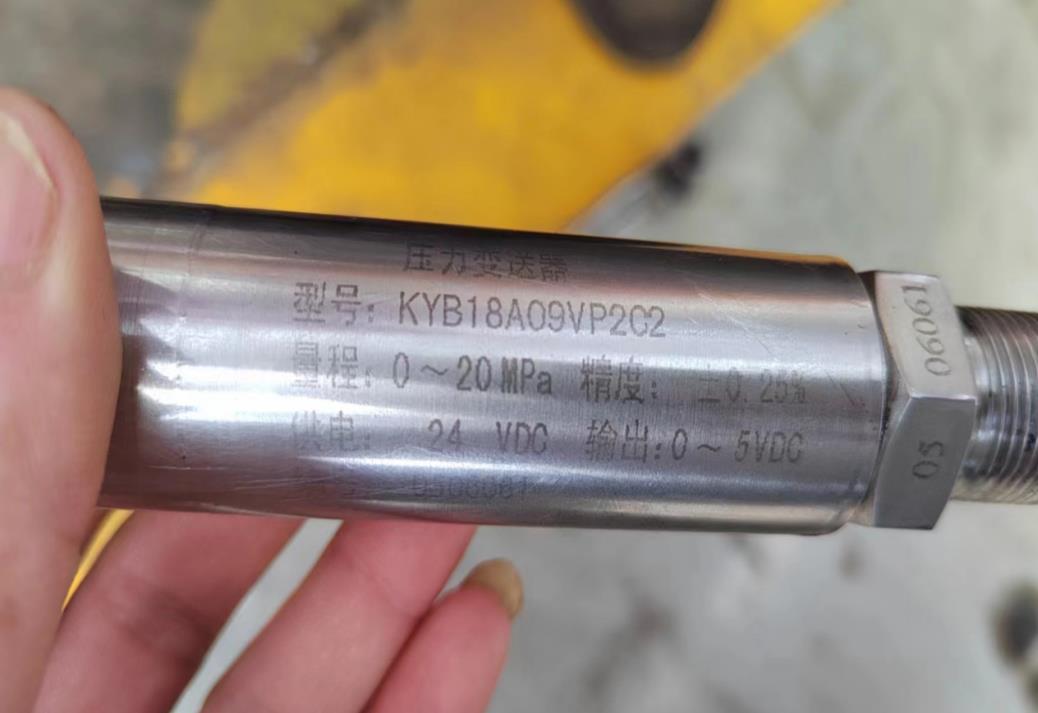 压力变送器
型号: KYB18A09VP2C2
量程: 0~20MPa 精度: ±0.25%
供电: 24 VDC 输出:0~5VDC
06061
05